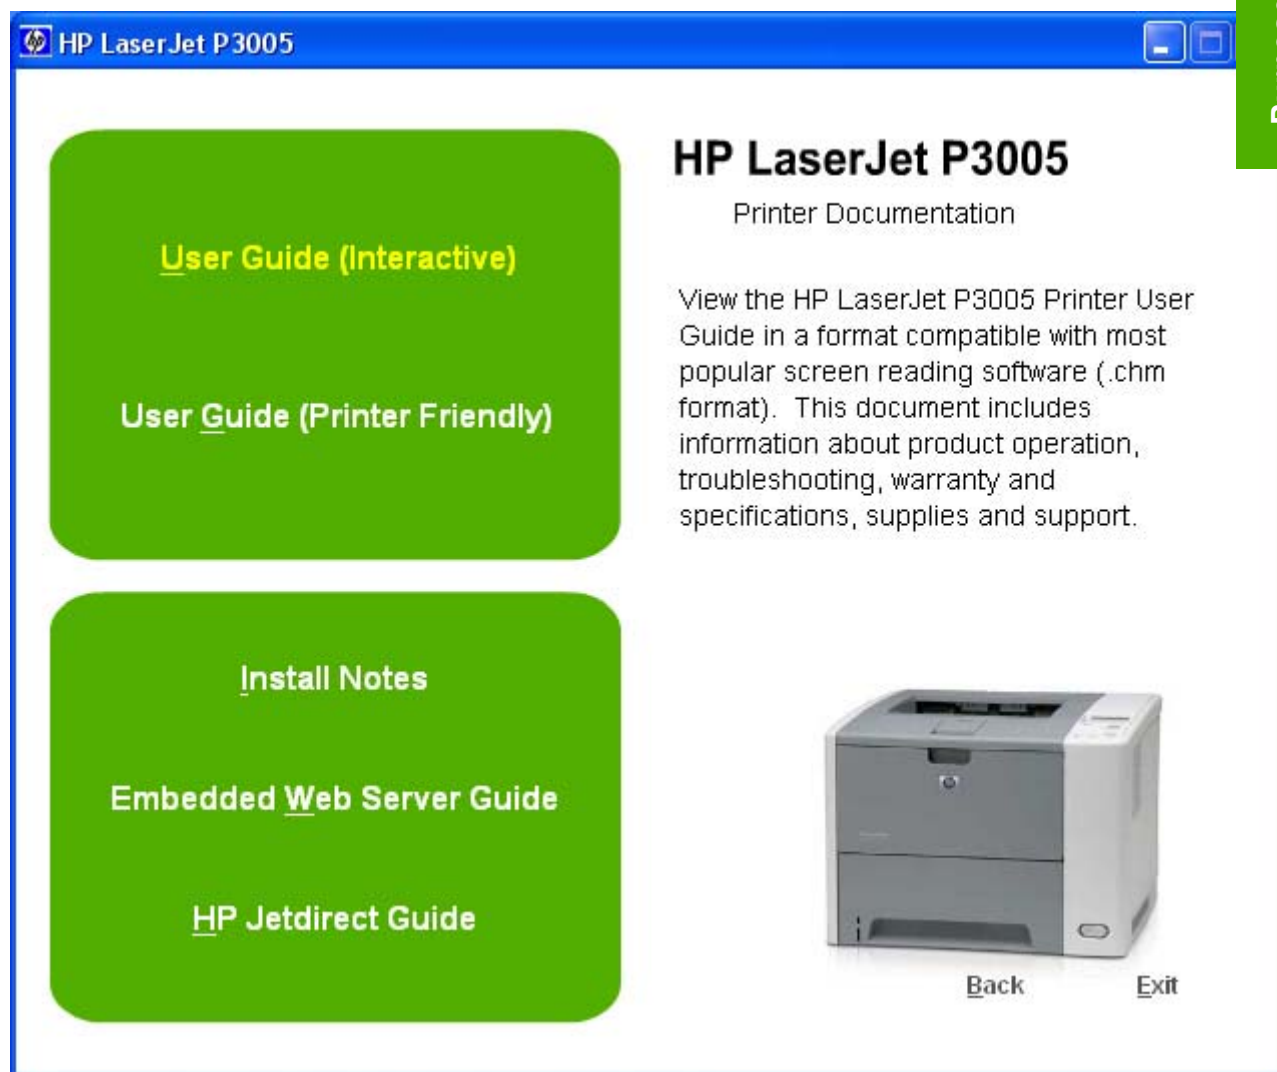 HP LaserJet P3005
User Guide (Interactive)
User Guide (Printer Friendly)
Install Notes
Embedded Web Server Guide
HP Jetdirect Guide
HP LaserJet P3005
Printer Documentation
View the HP LaserJet P3005 Printer User
Guide in a format compatible with most
popular screen reading software (.chm
format). This document includes
information about product operation,
troubleshooting, warranty and
specifications, supplies and support.
Back Exit